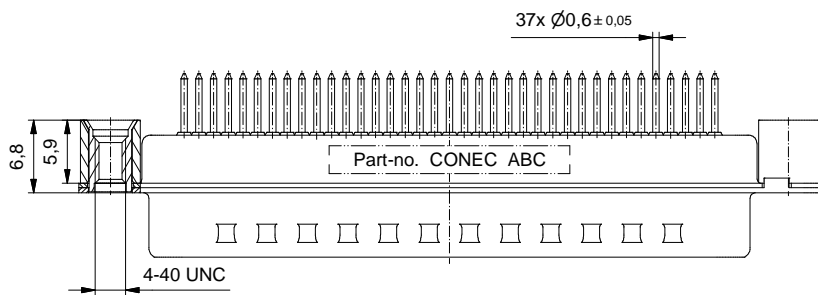 37x Ø0,6 ± 0,05
6,8
5,9
Part-no. CONEC ABC
4-40 UNC